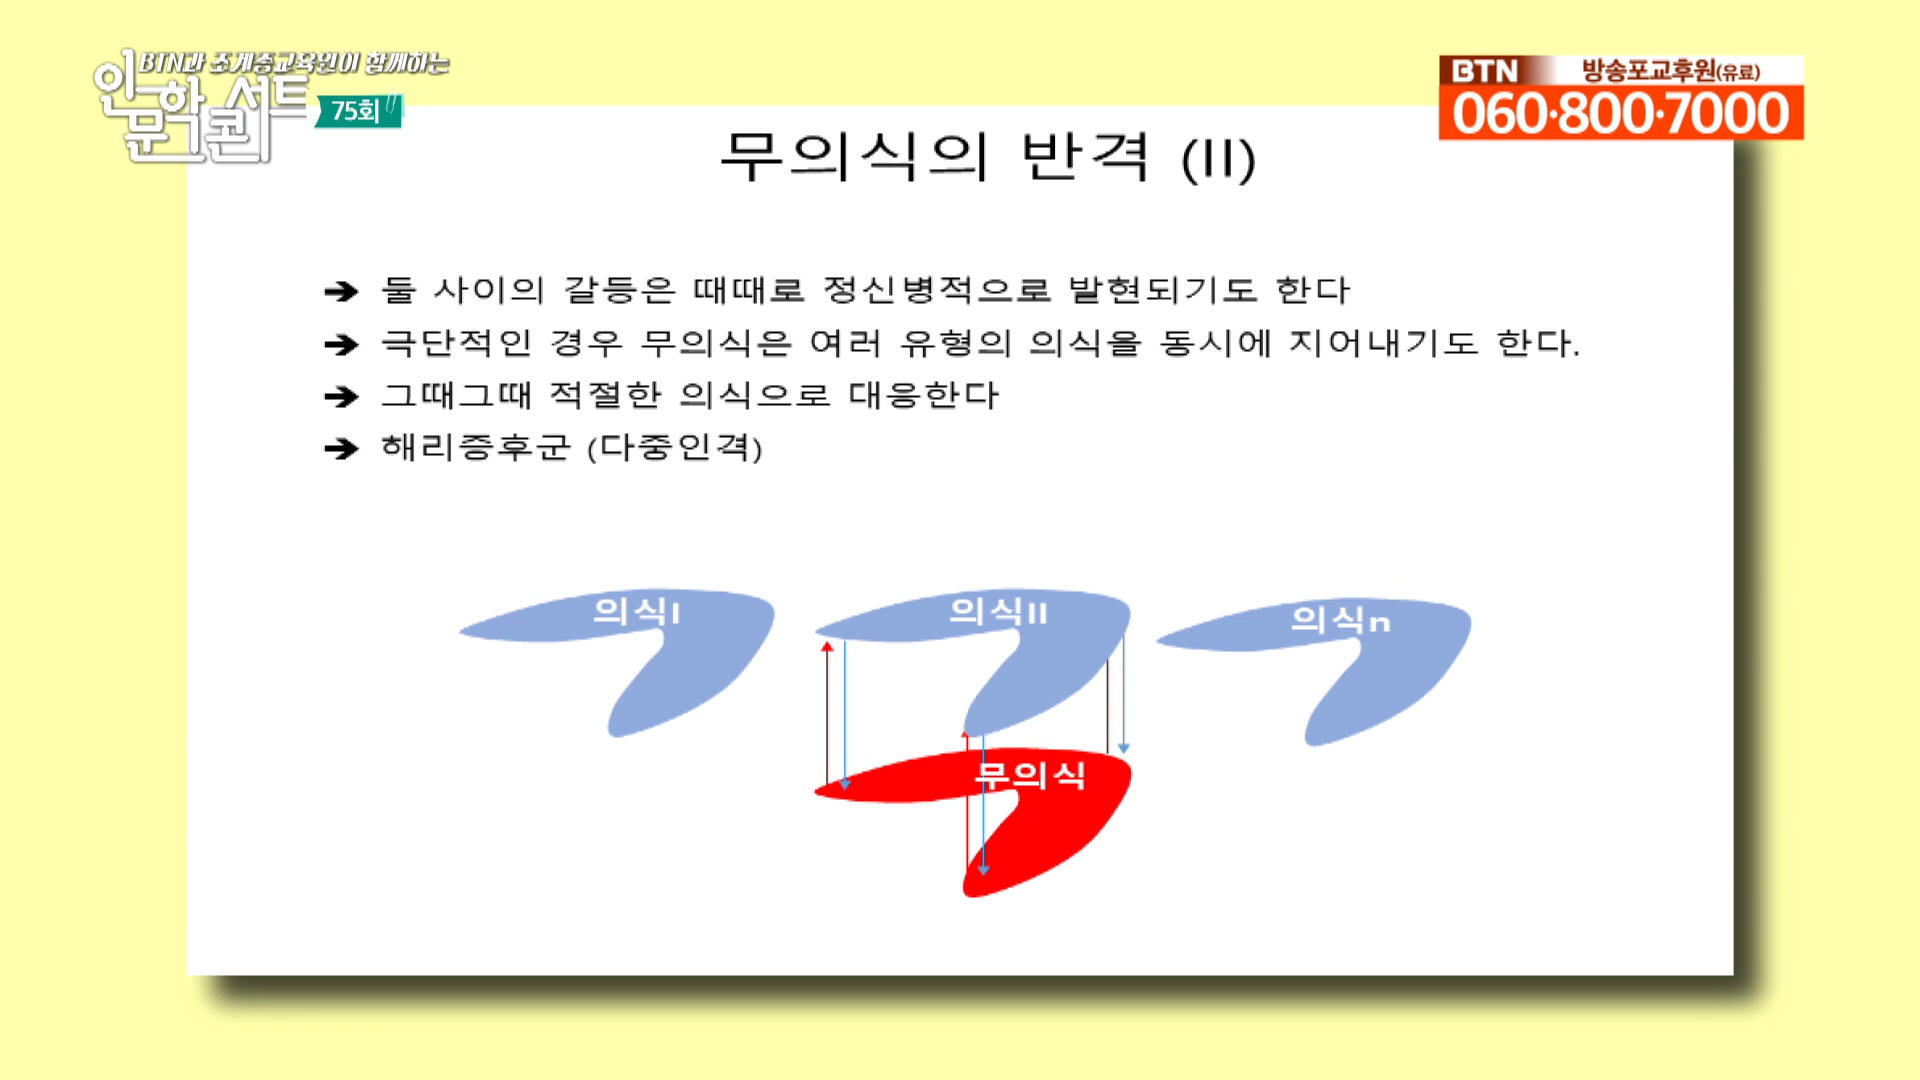 BTN과 조계종교육원이 함께하는
인문학콘서트
75회
BTN 방송포교후원(유료)
060·800·7000
무의식의 반격 (II)
➔ 둘 사이의 갈등은 때때로 정신병적으로 발현되기도 한다
➔ 극단적인 경우 무의식은 여러 유형의 의식을 동시에 지어내기도 한다.
➔ 그때그때 적절한 의식으로 대응한다
➔ 해리증후군 (다중인격)
의식I
의식II
의식n
무의식